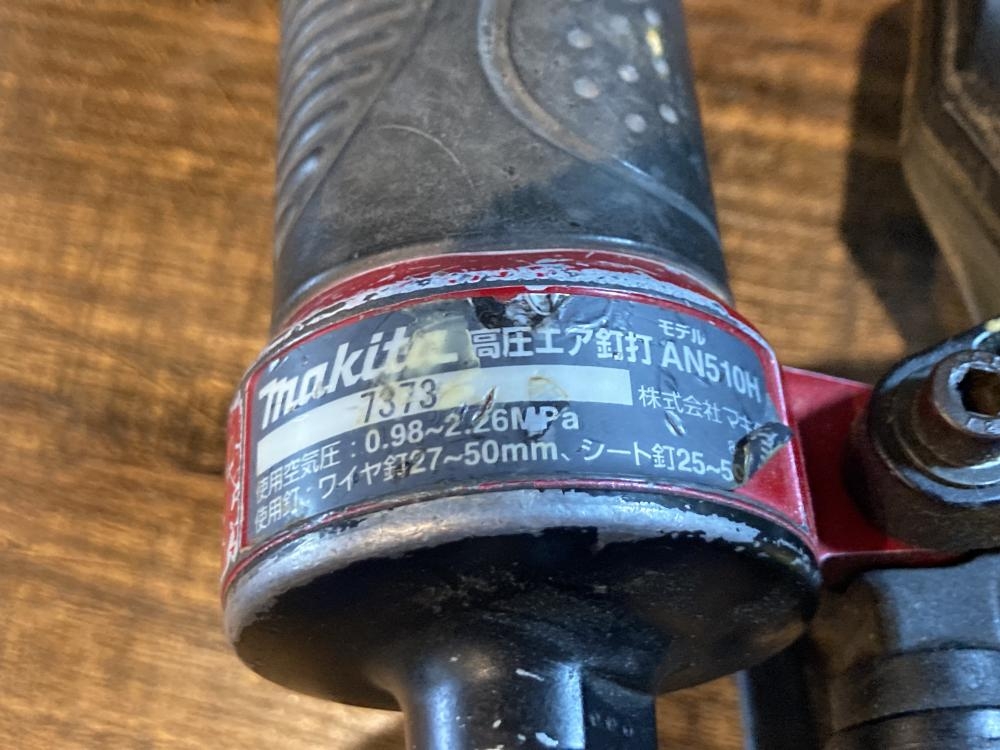 makita 高圧エア釘打 モデル AN510H
7373 株式会社マキタ
使用空気圧：0.98~2.26MPa
使用釘：ワイヤ釘27~50mm、シート釘25~5